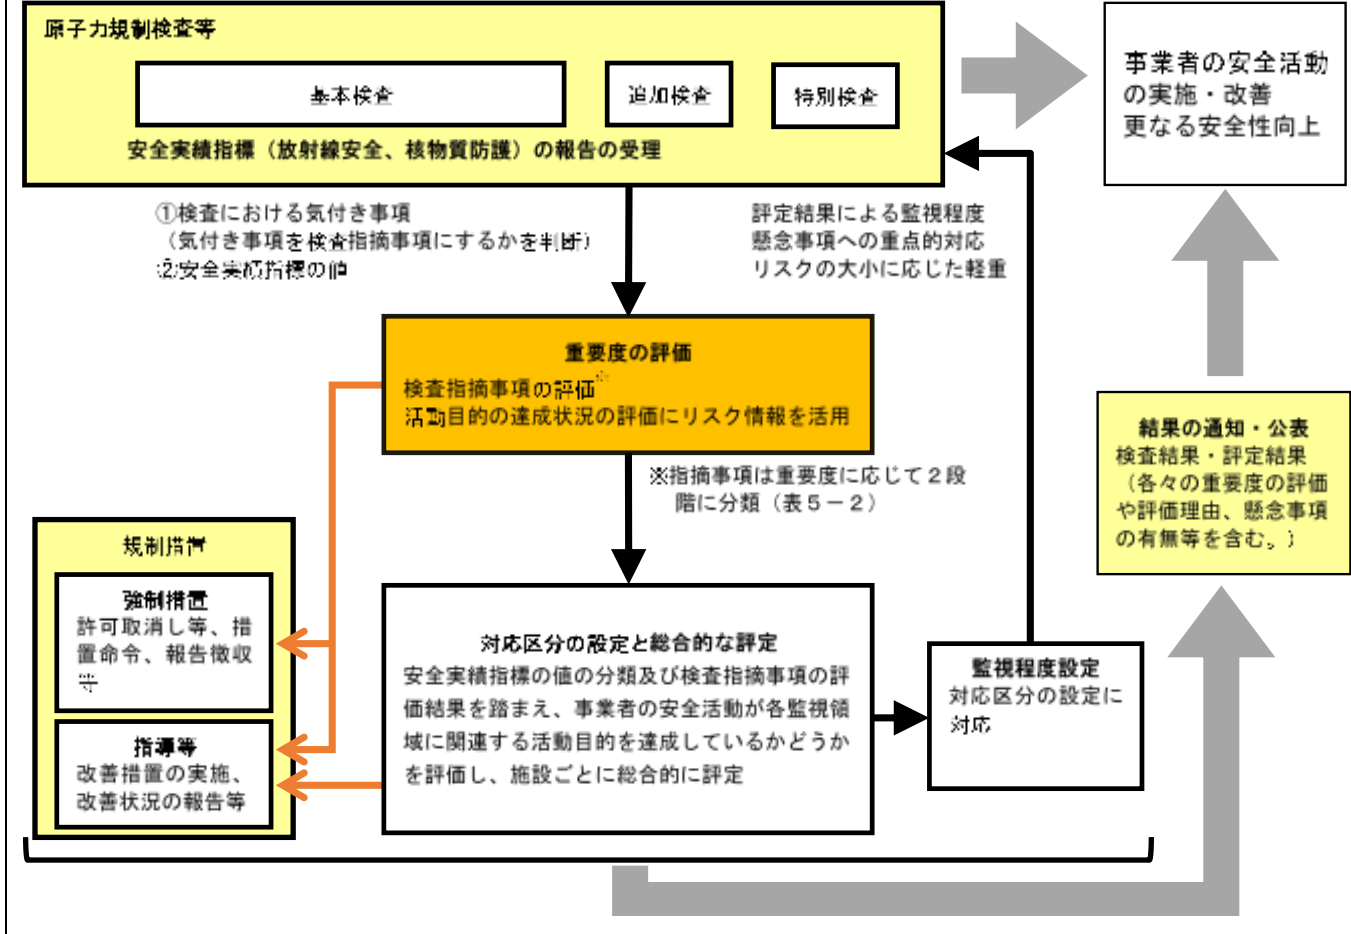 原子力規制検査等
基本検査
追加検査
特別検査
安全実績指標（放射線安全、核物質防護）の報告の受理
事業者の安全活動
の実施・改善
更なる安全性向上
①検査における気付き事項
（気付き事項を検査指摘事項にするかを判断）
②安全実績指標の値
評定結果による監視程度
懸念事項への重点的対応
リスクの大小に応じた軽重
重要度の評価
検査指摘事項の評価※
活動目的の達成状況の評価にリスク情報を活用
※指摘事項は重要度に応じて２段
階に分類（表５－２）
結果の通知・公表
検査結果・評定結果
（各々の重要度の評価
や評価理由、懸念事項
の有無等を含む。）
規制措置
強制措置
許可取消し等、措
置命令、報告徴収
等
指導等
改善措置の実施、
改善状況の報告等
対応区分の設定と総合的な評定
安全実績指標の値の分類及び検査指摘事項の評
価結果を踏まえ、事業者の安全活動が各監視領
域に関連する活動目的を達成しているかどうか
を評価し、施設ごとに総合的に評定
監視程度設定
対応区分の設定に
対応